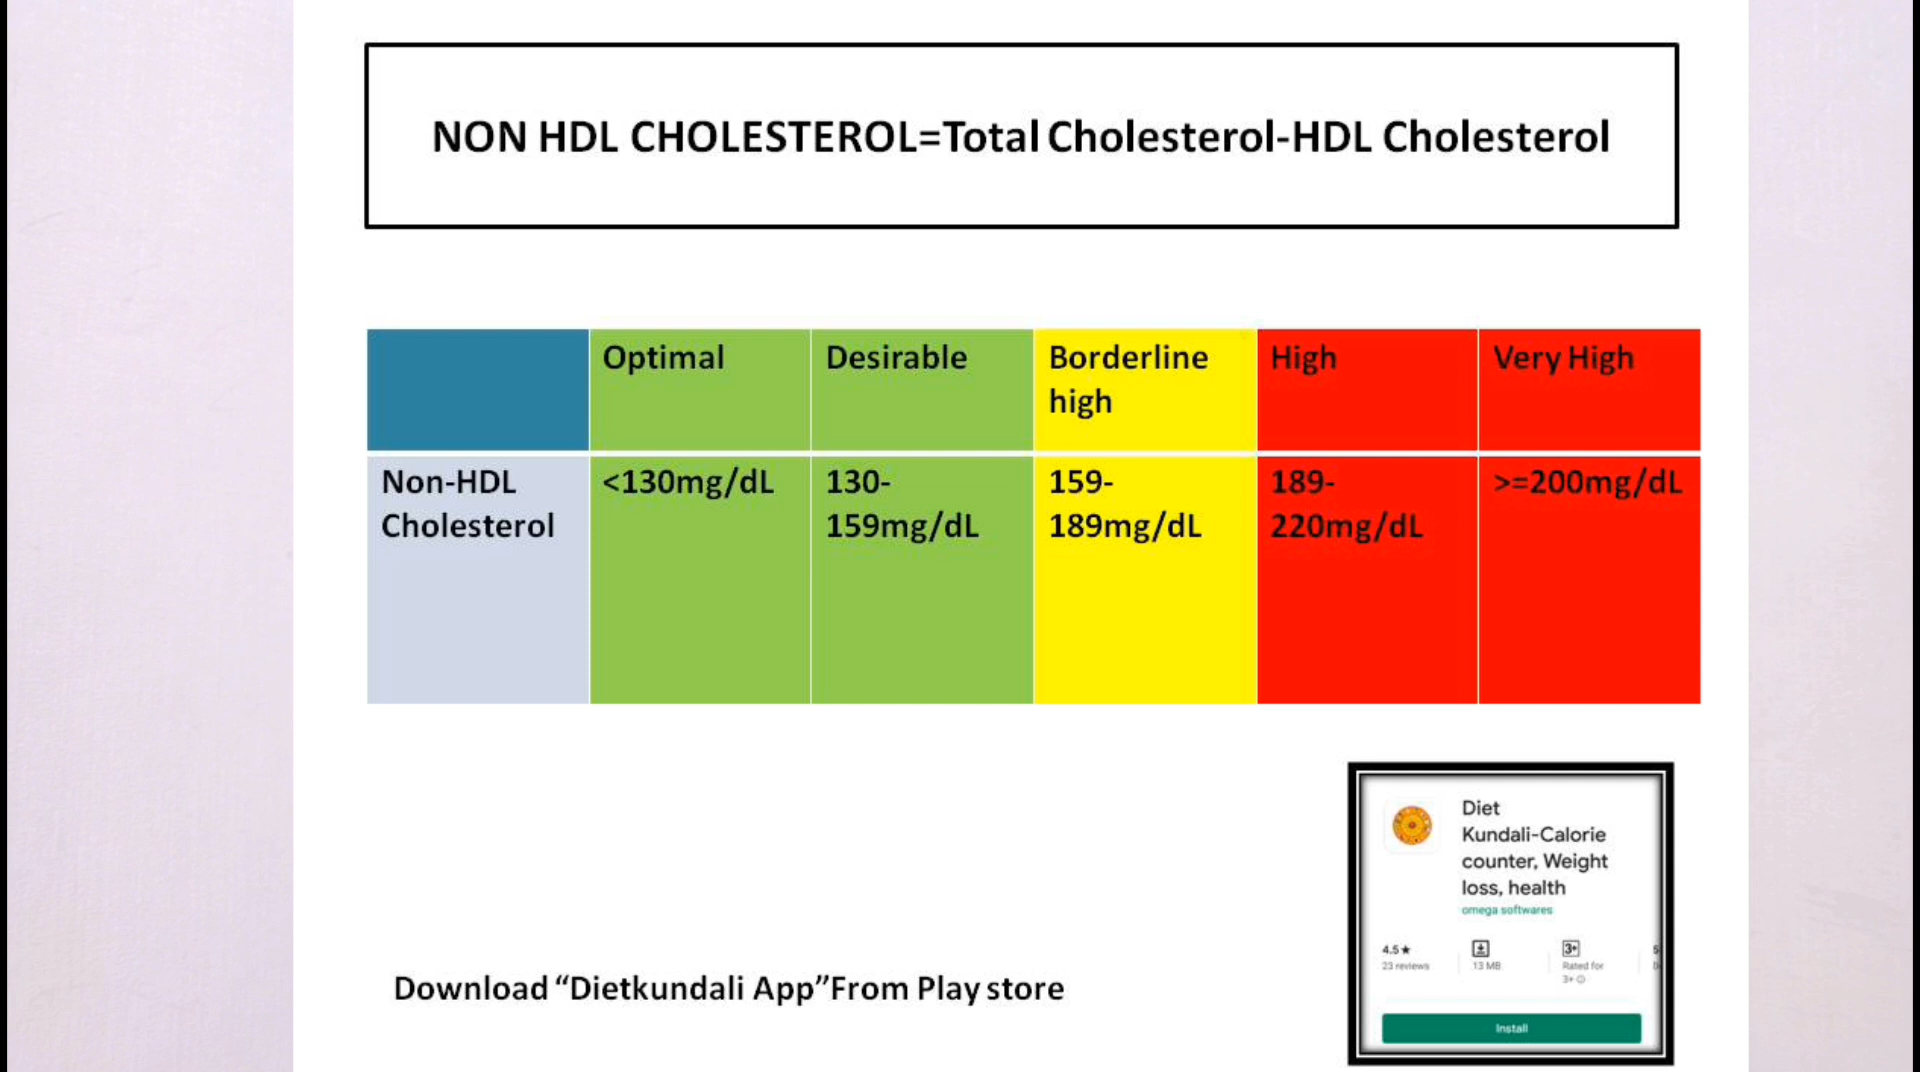 NON HDL CHOLESTEROL=Total Cholesterol-HDL Cholesterol
Optimal
Desirable
Borderline
high
High
Very High
Non-HDL
Cholesterol
<130mg/dL
130-
159mg/dL
159-
189mg/dL
189-
220mg/dL
>=200mg/dL
Diet
Kundali-Calorie
counter, Weight
loss, health
omega softwares
4.5★
23 reviews
13 MB
3+
Rated for
3+
Install
Download “Dietkundali App”From Play store